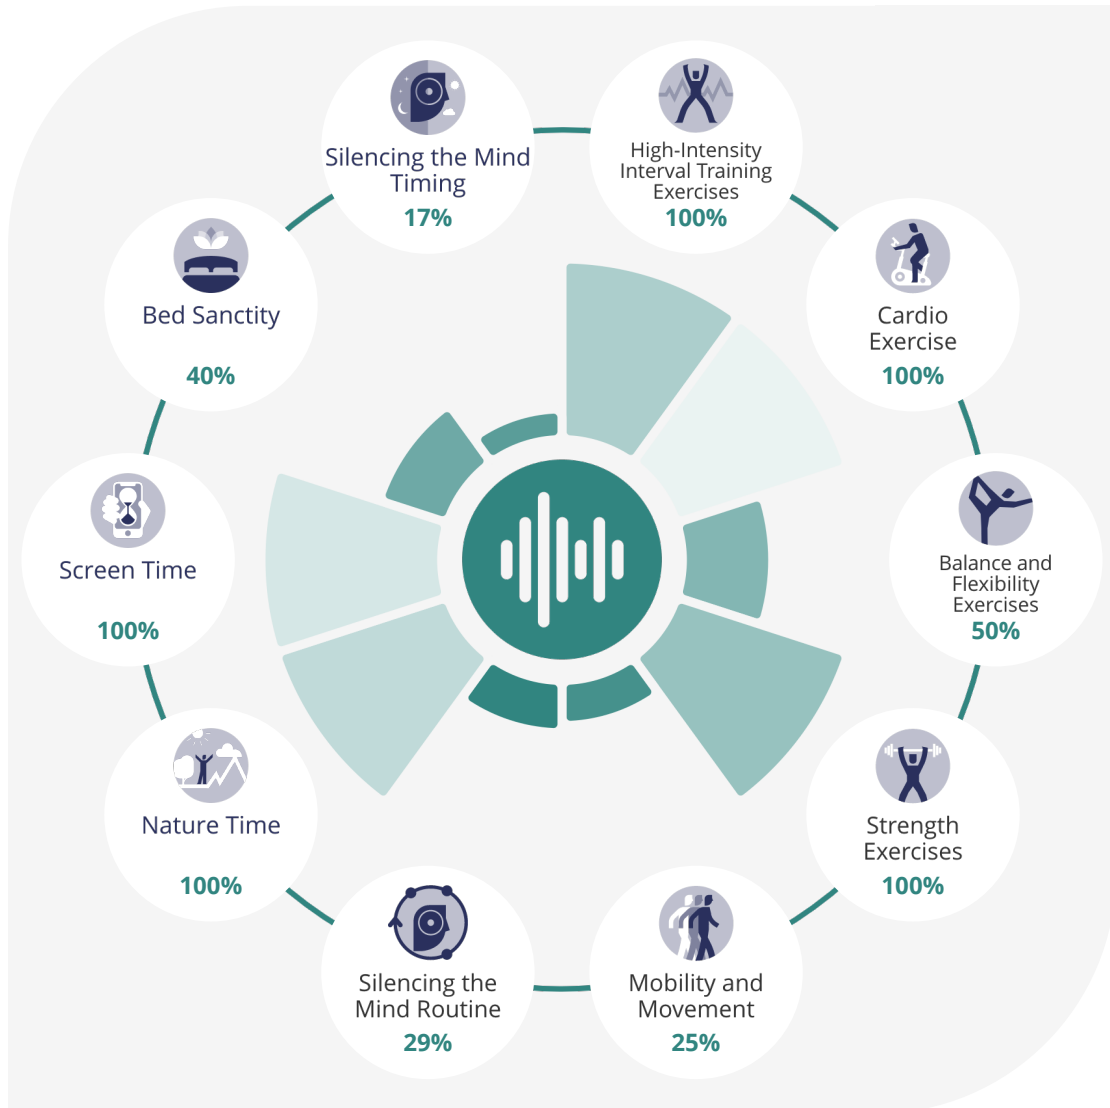 Silencing the Mind
Timing
17%
High-Intensity
Interval Training
Exercises
100%
Cardio
Exercise
100%
Balance and
Flexibility
Exercises
50%
Strength
Exercises
100%
Mobility and
Movement
25%
Silencing the
Mind Routine
29%
Nature Time
100%
Screen Time
100%
Bed Sanctity
40%